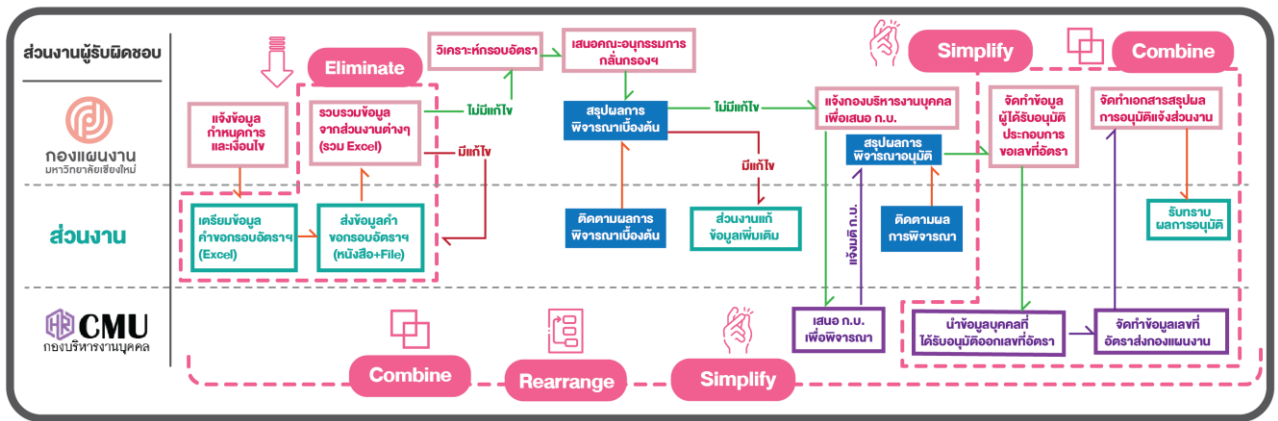 ส่วนงานผู้รับผิดชอบ
กองแผนงาน
มหาวิทยาลัยเชียงใหม่
ส่วนงาน
HR CMU
กองบริหารงานบุคคล
Eliminate
Simplify
Combine
แจ้งข้อมูล
กำหนดการ
และเงื่อนไข
รวบรวมข้อมูล
จากส่วนงานต่างๆ
(รวม Excel)
วิเคราะห์กรอบอัตรา
เสนอคณะอนุกรรมการ
กลั่นกรองฯ
ไม่มีแก้ไข
มีแก้ไข
สรุปผลการ
พิจารณาเบื้องต้น
ไม่มีแก้ไข
มีแก้ไข
แจ้งกองบริหารงานบุคคล
เพื่อเสนอ ก.บ.
สรุปผลการ
พิจารณาอนุมัติ
จัดทำข้อมูล
ผู้ได้รับอนุมัติ
ประกอบการ
ขอเลขที่อัตรา
จัดทำเอกสารสรุปผล
การอนุมัติแจ้งส่วนงาน
เตรียมข้อมูล
คำขอกรอบอัตราฯ
(Excel)
ส่งข้อมูลคำ
ขอกรอบอัตราฯ
(หนังสือ+File)
ติดตามผลการ
พิจารณาเบื้องต้น
ส่วนงานแก้
ข้อมูลเพิ่มเติม
แจ้งมติ ก.บ.
ติดตามผล
การพิจารณา
รับทราบ
ผลการอนุมัติ
เสนอ ก.บ.
เพื่อพิจารณา
นำข้อมูลบุคคลที่
ได้รับอนุมัติออกเลขที่อัตรา
จัดทำข้อมูลเลขที่
อัตราส่งกองแผนงาน
Combine
Rearrange
Simplify